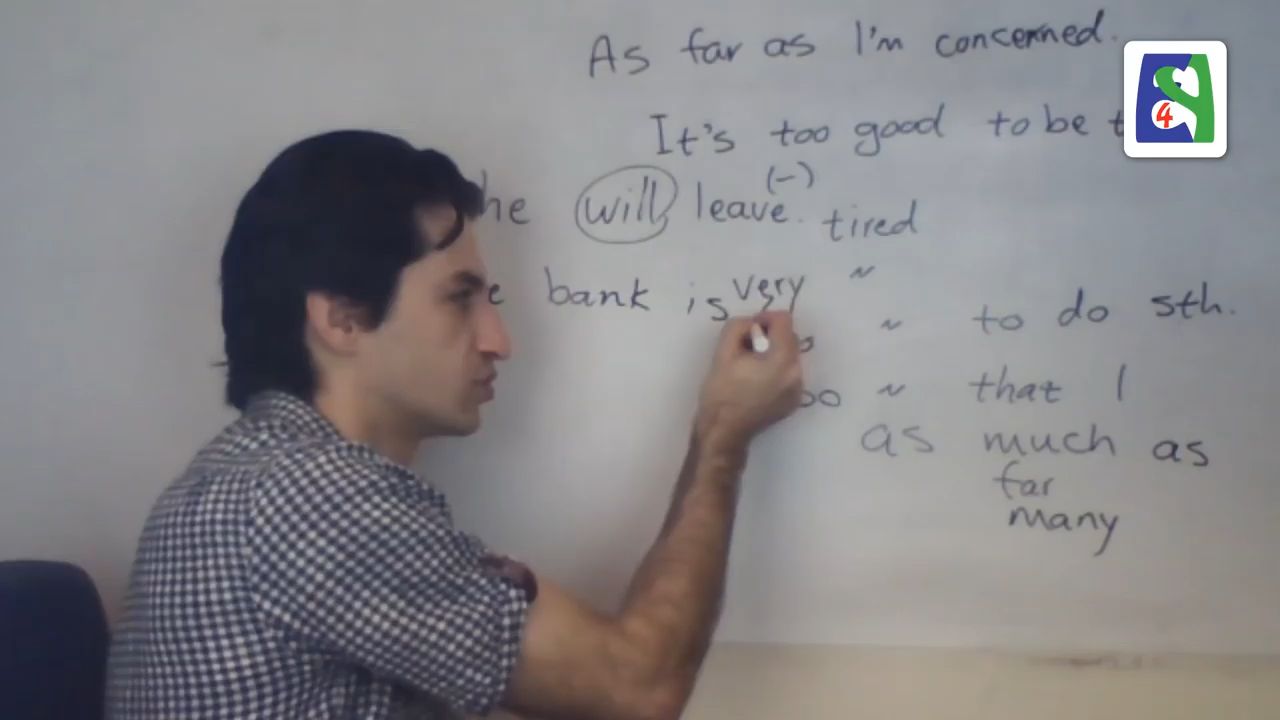 As far as I'm concerned.
It's too good to be
he will leave. (-) tired
bank is very ~
~ to do sth.
~ that I
as much as
far
many
4